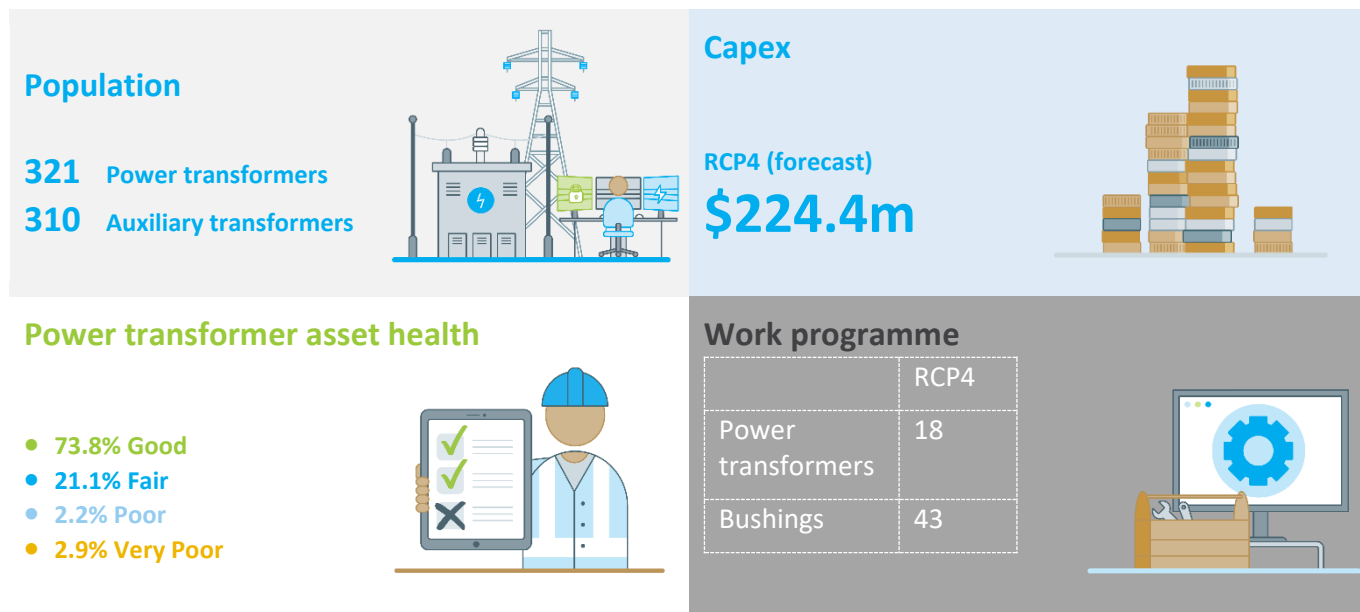 Population
321 Power transformers
310 Auxiliary transformers
Capex
RCP4 (forecast)
$224.4m
Power transformer asset health
• 73.8% Good
• 21.1% Fair
• 2.2% Poor
• 2.9% Very Poor
Work programme
RCP4
Power 18
transformers
Bushings 43